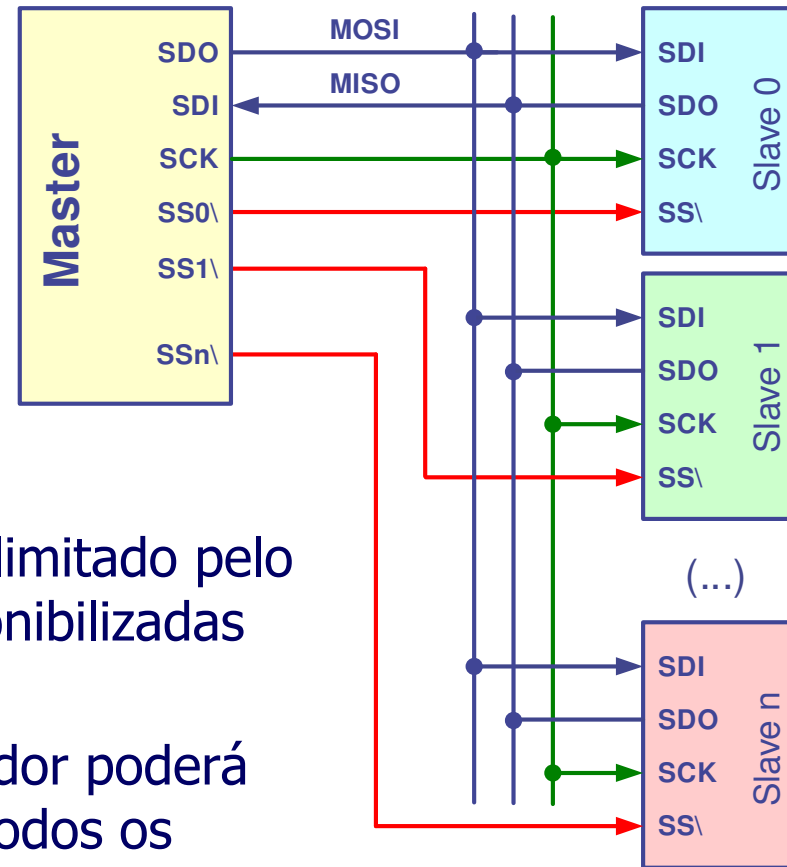 Master
SDO
SDI
SCK
SS0\
SS1\
SSn\
MOSI
MISO
SDI
SDO
SCK
SS\
Slave 0
SDI
SDO
SCK
SS\
Slave 1
(...)
SDI
SDO
SCK
SS\
Slave n
limitado pelo
onibilizadas
dor poderá
odos os